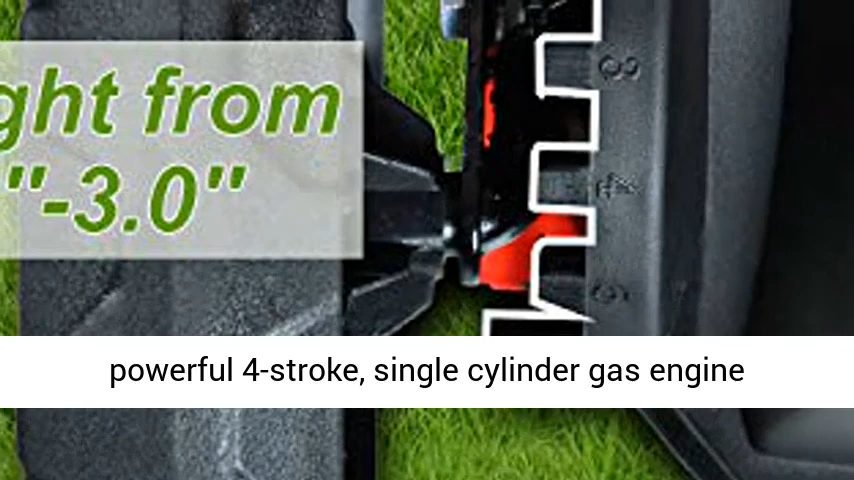 ght from
"-3.0"
powerful 4-stroke, single cylinder gas engine